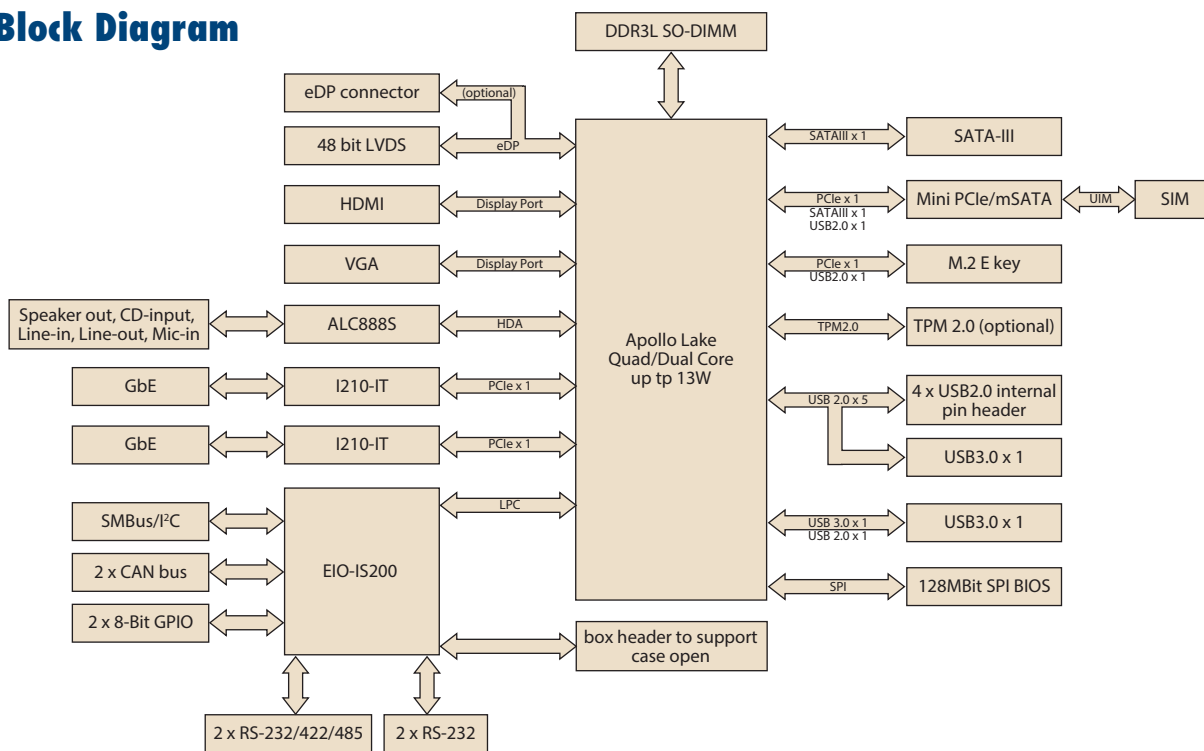 Block Diagram
DDR3L SO-DIMM
eDP connector
(optional)
48 bit LVDS
eDP
SATAIII x 1
SATA-III
HDMI
Display Port
PCIe x 1
SATAIII x 1
USB2.0 x 1
Mini PCIe/mSATA
UIM
SIM
VGA
Display Port
PCIe x 1
USB2.0 x 1
M.2 E key
Speaker out, CD-input,
Line-in, Line-out, Mic-in
ALC888S
HDA
Apollo Lake
Quad/Dual Core
up tp 13W
TPM2.0
TPM 2.0 (optional)
GbE
I210-IT
PCIe x 1
USB 2.0 x 5
4 x USB2.0 internal
pin header
GbE
I210-IT
PCIe x 1
USB3.0 x 1
SMBus/I²C
2 x CAN bus
2 x 8-Bit GPIO
EIO-IS200
LPC
USB 3.0 x 1
USB 2.0 x 1
USB3.0 x 1
SPI
128MBit SPI BIOS
box header to support
case open
2 x RS-232/422/485
2 x RS-232